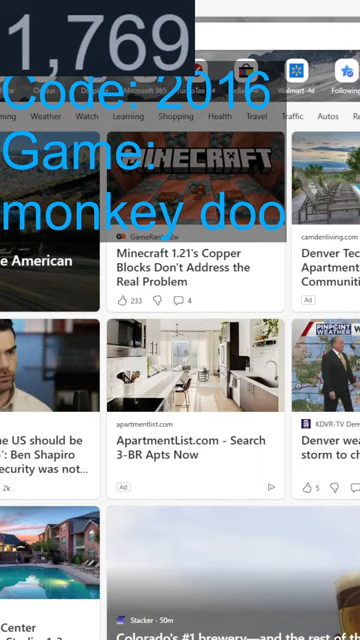 1,769
Microsoft 365
Walmart · Ad
Following
Code: 2016
Weather Watch Learning Shopping Health Travel Traffic Autos
Game:
MINECRAFT
monkey doo
e American
Minecraft 1.21's Copper
Blocks Don't Address the
Real Problem
233 4
camdenliving.com
Denver Tec
Apartment
Communiti
Ad
PINPOINT
WEATHER
ne US should be
: Ben Shapiro
ecurity was not...
2k
apartmentlist.com
ApartmentList.com - Search
3-BR Apts Now
Ad
KDVR-TV Denv
Denver wea
storm to ch
5
Center
Stacker · 50m
Colorado's #1 brewery—and the rest of